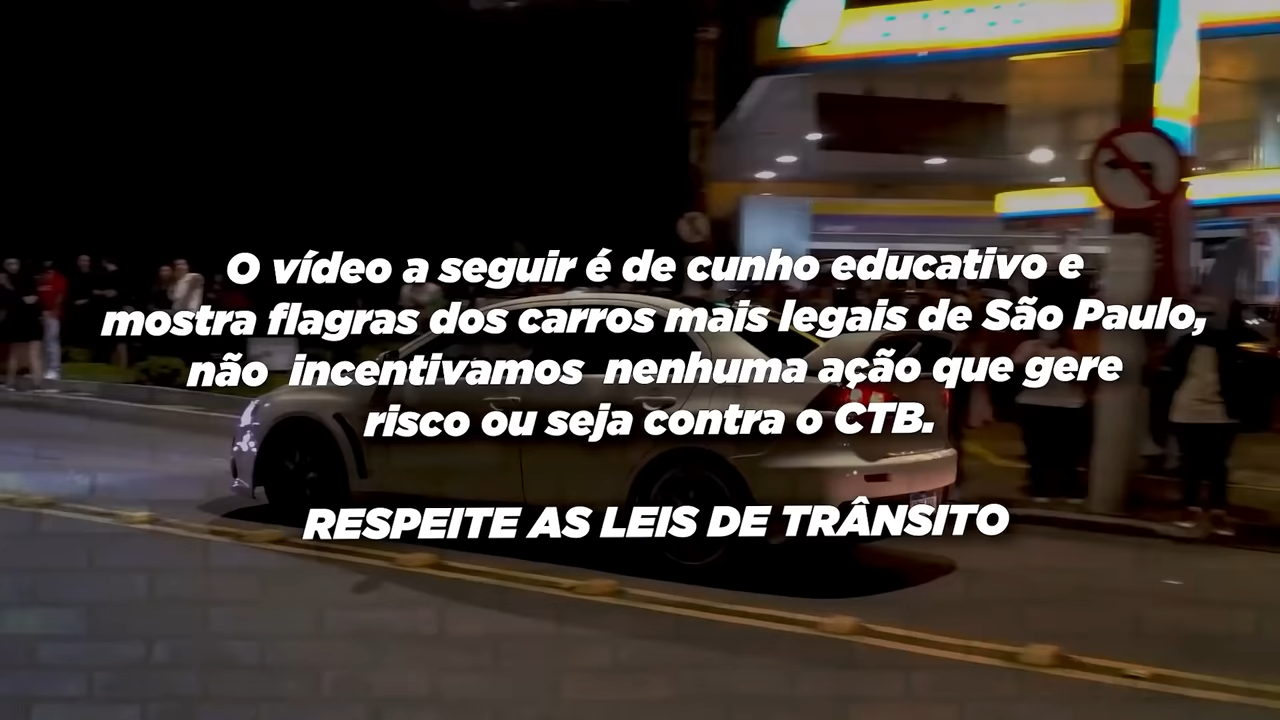 O vídeo a seguir é de cunho educativo e
mostra flagras dos carros mais legais de São Paulo,
não incentivamos nenhuma ação que gere
risco ou seja contra o CTB.
RESPEITE AS LEIS DE TRÂNSITO